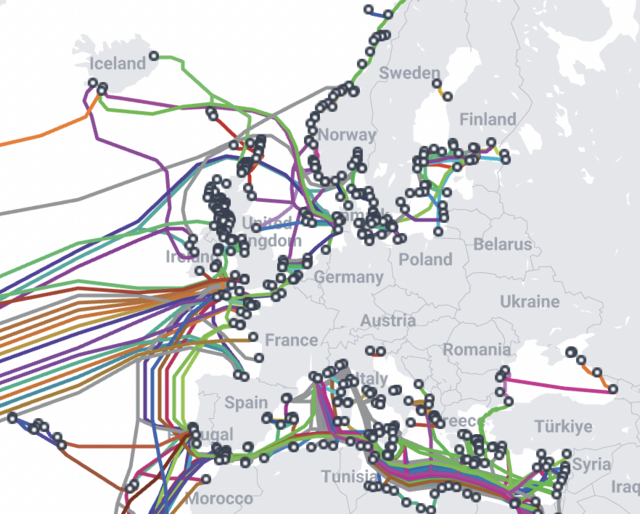 Iceland
Sweden
Finland
Norway
United
Kingdom
Ireland
Belarus
Poland
Germany
Ukraine
Austria
France
Romania
Italy
Spain
Portugal
Greece
Türkiye
Tunisia
Syria
Morocco
Iraq